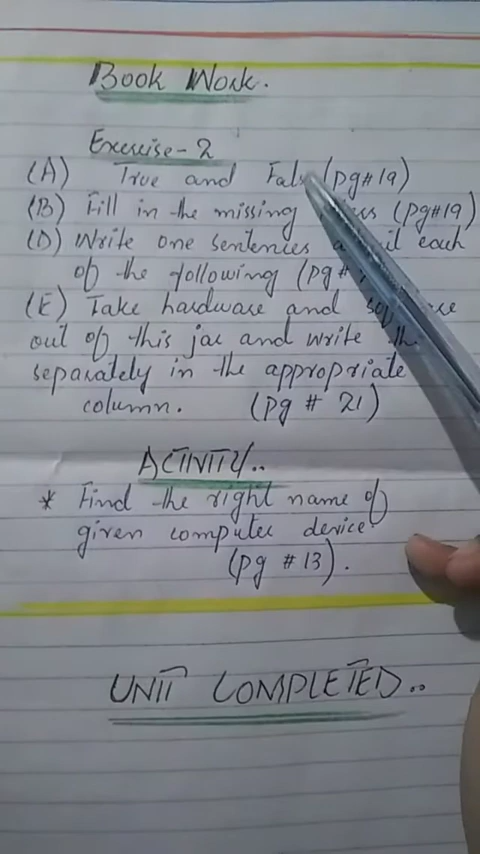 Book Work.
Exercise-2
(A) True and (pg#19)
(B) Fill in the missing (pg#19)
(D) Write one sentences each
of the following (pg #
(E) Take hardware and
out of this jar and write
separately in the appropriate
column. (pg # 21)
ACTIVITY..
* Find the right name of
given computer device
(pg # 13).
UNIT COMPLETED..